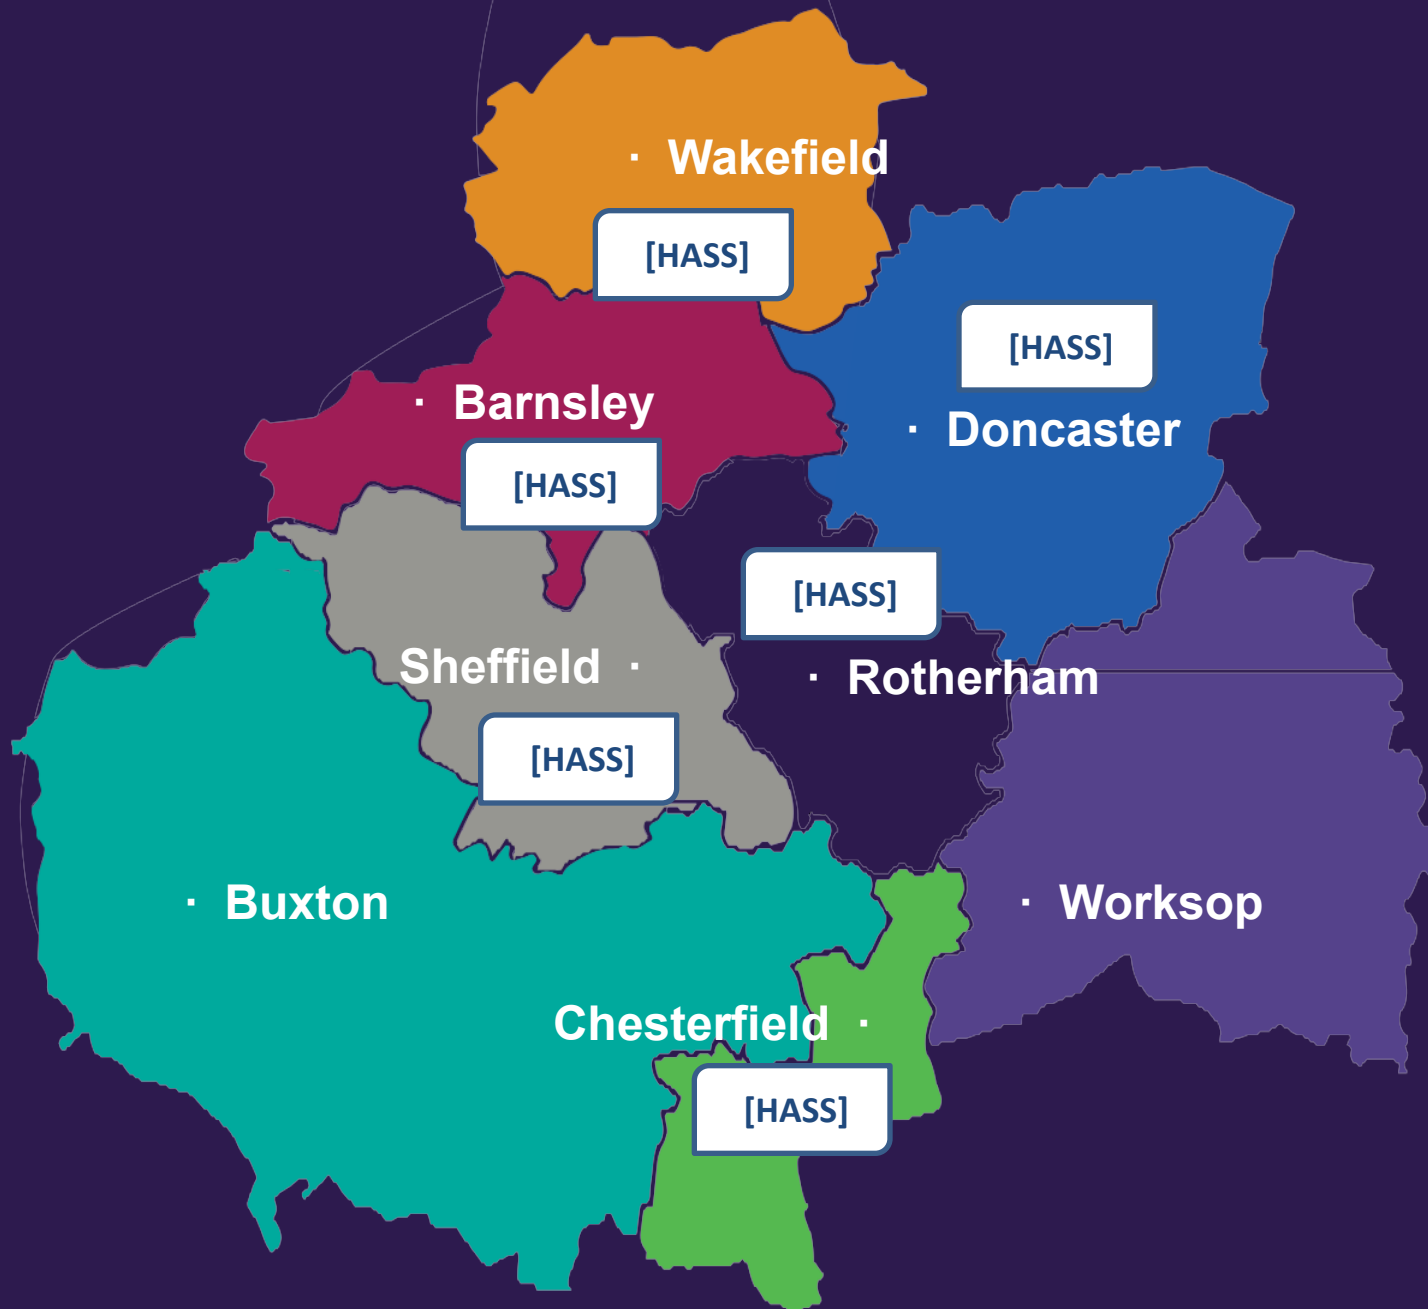 · Wakefield
[HASS]
[HASS]
· Barnsley
· Doncaster
[HASS]
[HASS]
Sheffield ·
· Rotherham
[HASS]
· Buxton
· Worksop
Chesterfield ·
[HASS]